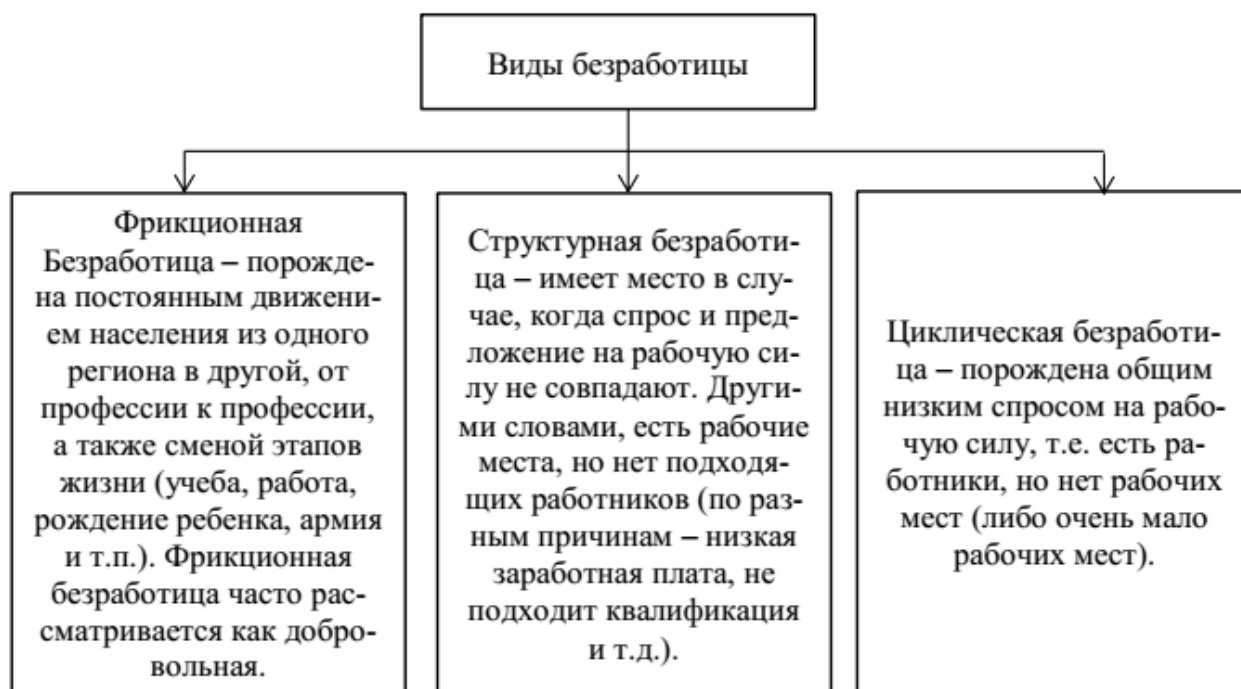 Виды безработицы
Фрикционная
Безработица – порожде-
на постоянным движени-
ем населения из одного
региона в другой, от
профессии к профессии,
а также сменой этапов
жизни (учеба, работа,
рождение ребенка, армия
и т.п.). Фрикционная
безработица часто рас-
сматривается как добро-
вольная.
Структурная безработи-
ца – имеет место в слу-
чае, когда спрос и пред-
ложение на рабочую си-
лу не совпадают. Други-
ми словами, есть рабочие
места, но нет подходя-
щих работников (по раз-
ным причинам – низкая
заработная плата, не
подходит квалификация
и т.д.).
Циклическая безработи-
ца – порождена общим
низким спросом на рабо-
чую силу, т.е. есть ра-
ботники, но нет рабочих
мест (либо очень мало
рабочих мест).